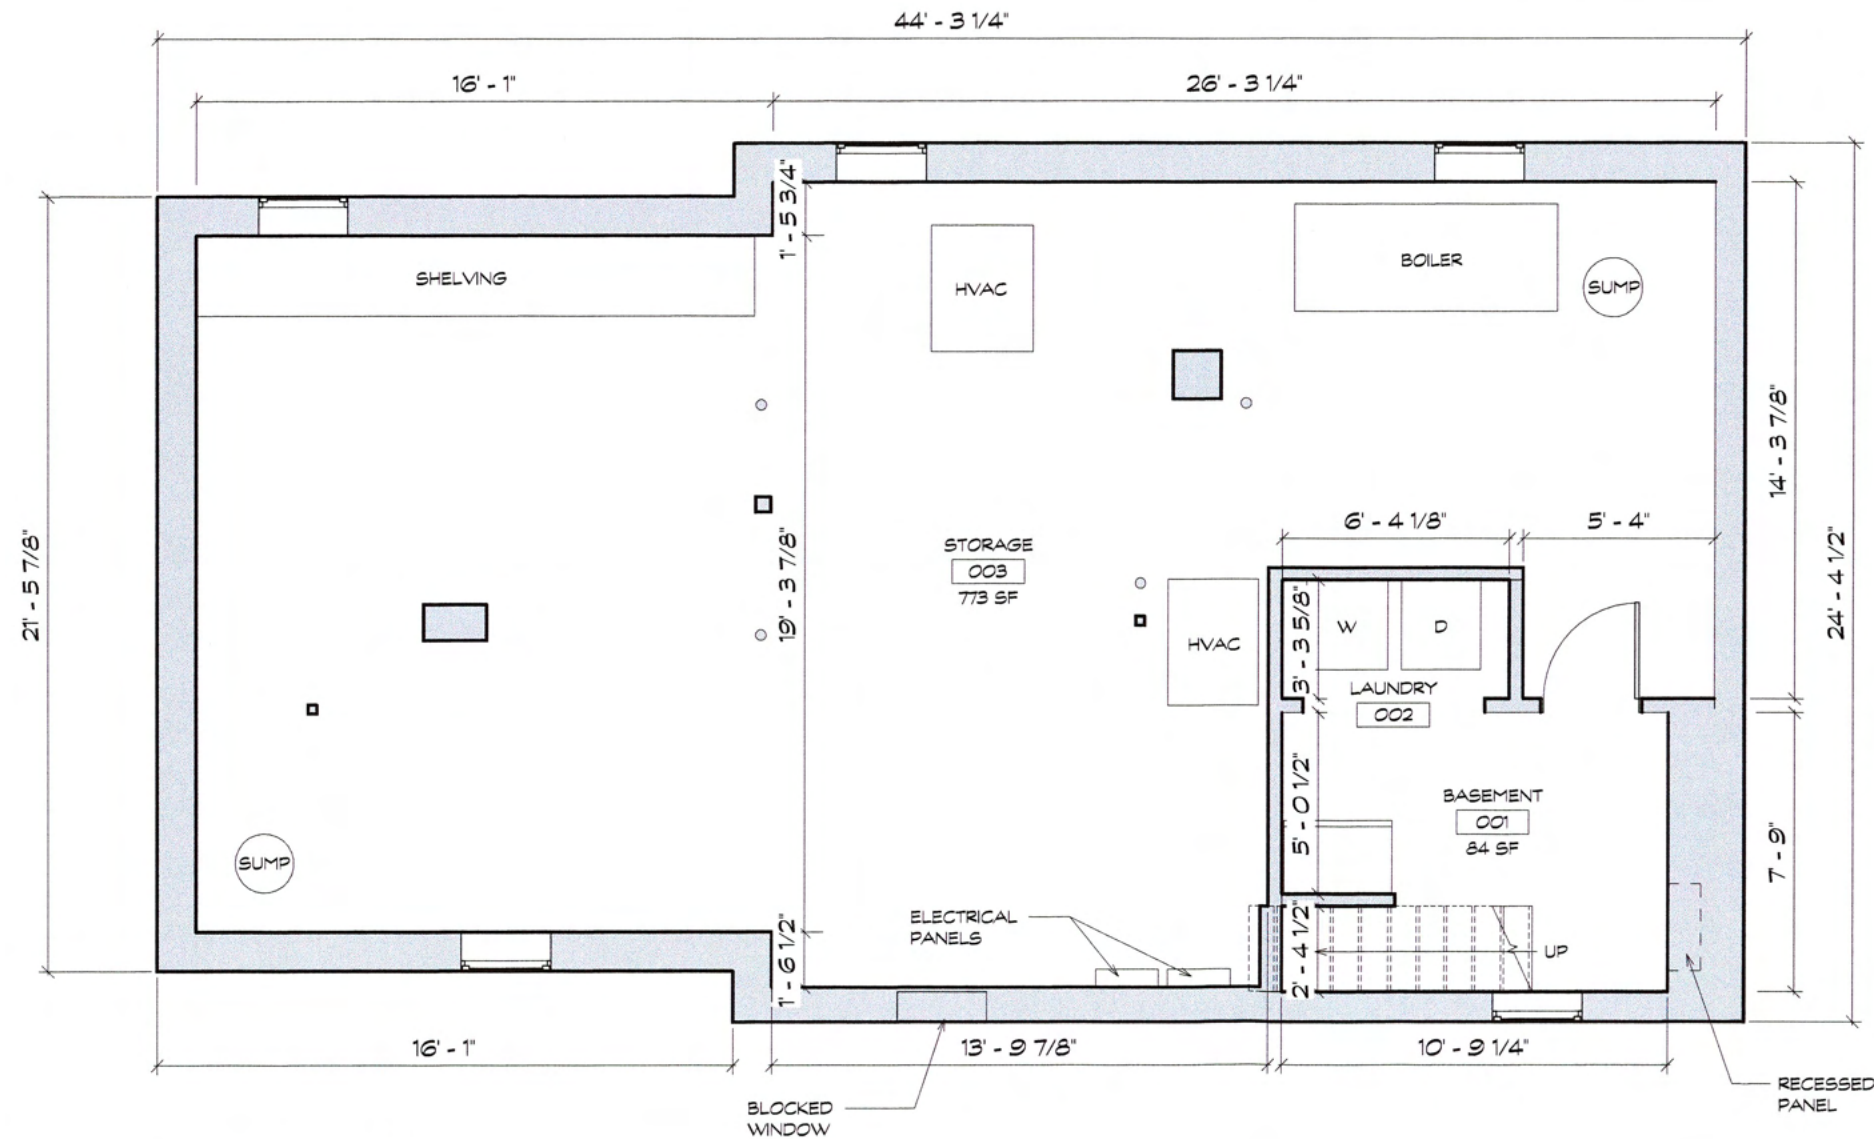 44' - 3 1/4"
16' - 1"
26' - 3 1/4"
1' - 5 3/4"
SHELVING
HVAC
BOILER
SUMP
14' - 3 7/8"
21' - 5 7/8"
24' - 4 1/2"
19' - 3 7/8"
STORAGE
003
773 SF
6' - 4 1/8"
5' - 4"
3' - 3 5/8"
W
D
HVAC
LAUNDRY
002
5' - 0 1/2"
BASEMENT
001
84 SF
7' - 9"
SUMP
ELECTRICAL
PANELS
1' - 6 1/2"
2' - 4 1/2"
UP
16' - 1"
13' - 9 7/8"
10' - 9 1/4"
BLOCKED
WINDOW
RECESSED
PANEL